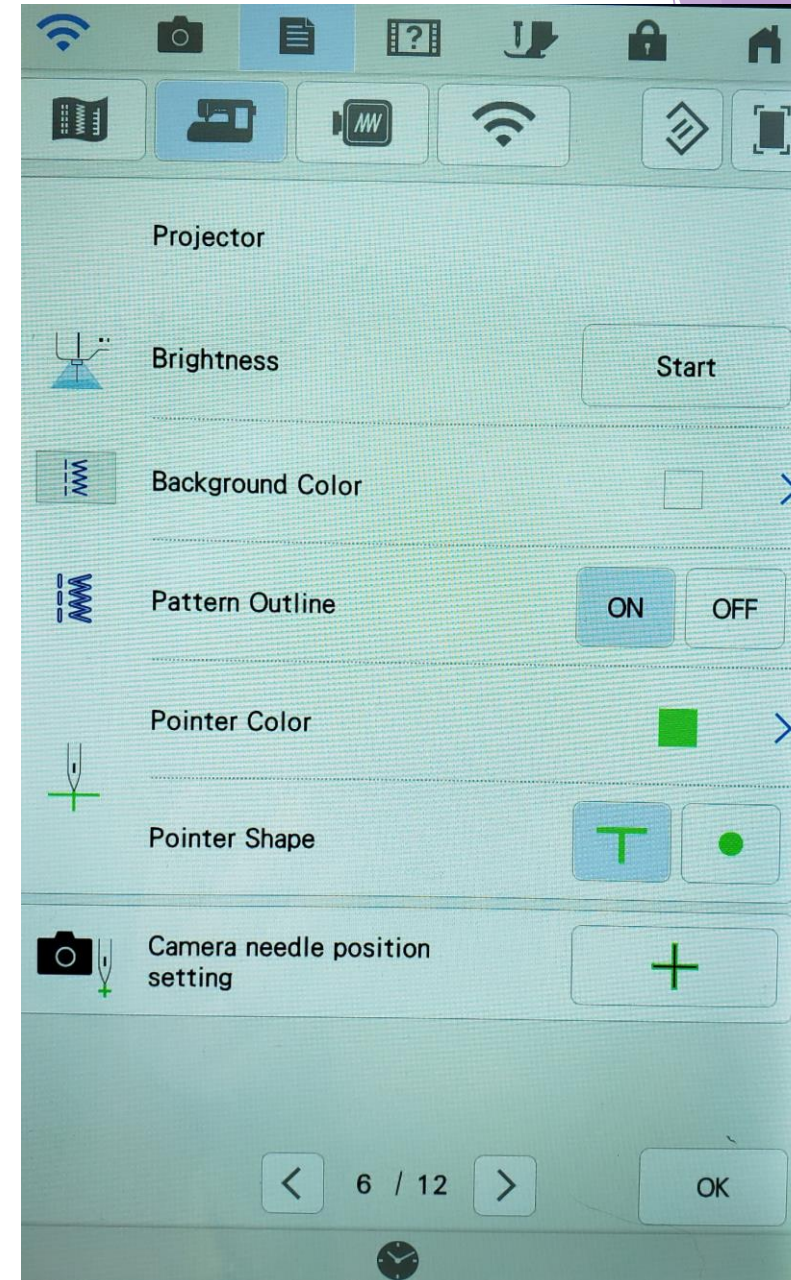 Projector
Brightness
Start
Background Color
Pattern Outline
ON
OFF
Pointer Color
Pointer Shape
Camera needle position
setting
6 / 12
OK